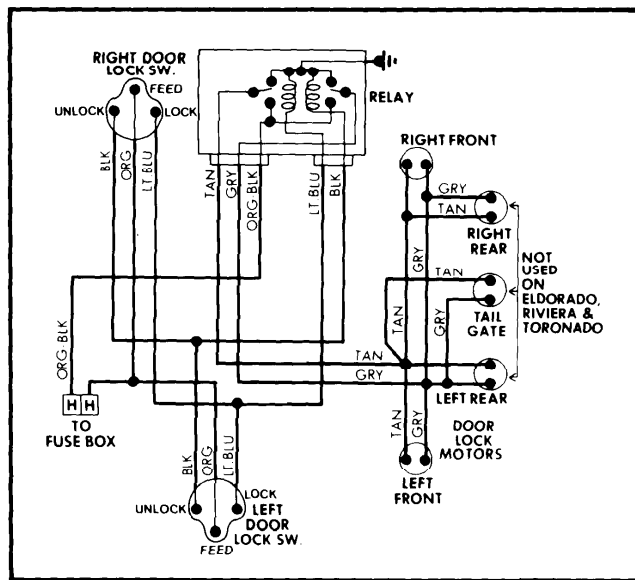 RIGHT DOOR
LOCK SW.
FEED
UNLOCK
LOCK
RELAY
BLK
ORG
LT BLU
TAN
GRY
ORG-BLK
LT BLU
BLK
RIGHT FRONT
GRY
TAN
RIGHT
REAR
GRY
NOT
USED
ON
ELDORADO,
RIVIERA &
TORONADO
TAN
TAIL
GATE
TAN
GRY
ORG-BLK
TAN
GRY
LEFT REAR
H H
TO
FUSE BOX
BLK
ORG
LT BLU
TAN
GRY
DOOR
LOCK
MOTORS
LEFT
FRONT
UNLOCK
LOCK
LEFT
DOOR
LOCK SW.
FEED